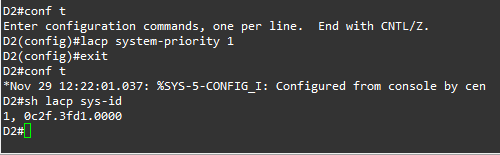 D2#conf t
Enter configuration commands, one per line.  End with CNTL/Z.
D2(config)#lacp system-priority 1
D2(config)#exit
D2#conf t
*Nov 29 12:22:01.037: %SYS-5-CONFIG_I: Configured from console by cen
D2#sh lacp sys-id
1, 0c2f.3fd1.0000
D2#